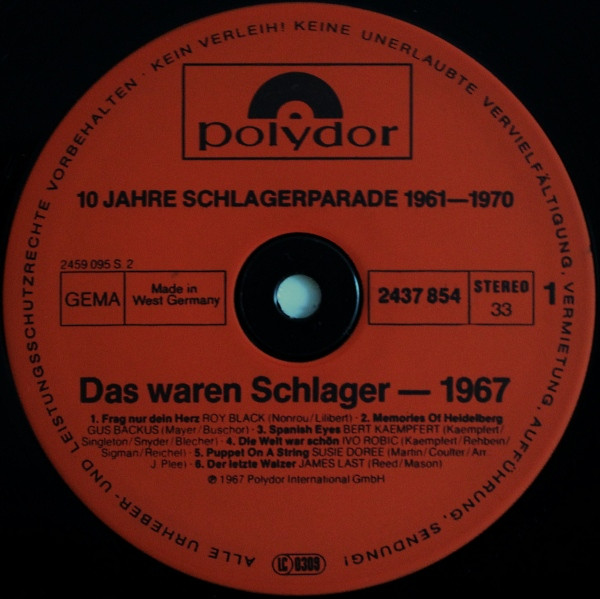 ALLE URHEBER- UND LEISTUNGSSCHUTZRECHTE VORBEHALTEN · KEIN VERLEIH! KEINE UNERLAUBTE VERVIELFÄLTIGUNG, VERMIETUNG, AUFFÜHRUNG, SENDUNG!
polydor
10 JAHRE SCHLAGERPARADE 1961—1970
2459 095 S 2
GEMA
Made in
West Germany
2437 854
STEREO
33
1
Das waren Schlager — 1967
1. Frag nur dein Herz ROY BLACK (Nonrou/Lilibert) · 2. Memories Of Heidelberg
GUS BACKUS (Mayer/Buschor) · 3. Spanish Eyes BERT KAEMPFERT (Kaempfert/
Singleton/Snyder/Blecher) · 4. Die Welt war schön IVO ROBIC (Kaempfert/Rehbein/
Sigman/Reichel) · 5. Puppet On A String SUSIE DOREE (Martin/Coulter/Arr.
J. Plee) · 6. Der letzte Walzer JAMES LAST (Reed/Mason)
℗ 1967 Polydor International GmbH
LC 0309